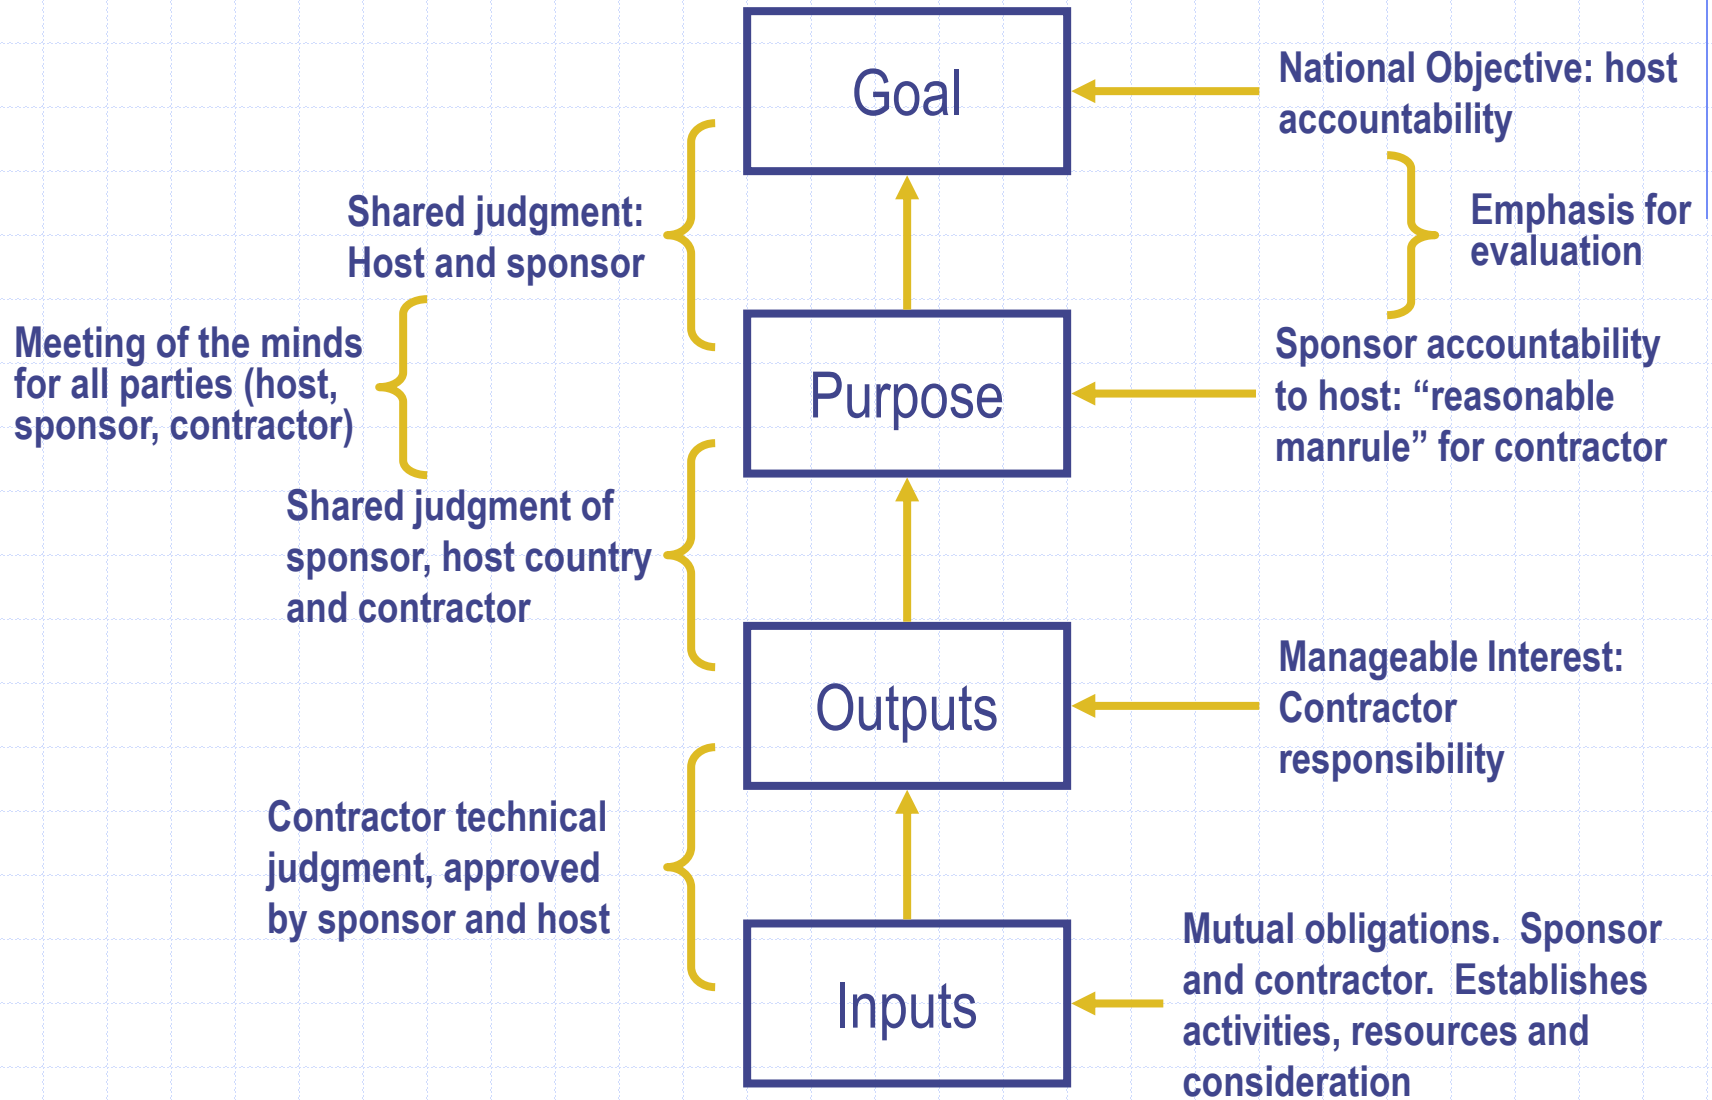 Goal
National Objective: host
accountability
Shared judgment:
Host and sponsor
Emphasis for
evaluation
Meeting of the minds
for all parties (host,
sponsor, contractor)
Purpose
Sponsor accountability
to host: “reasonable
manrule” for contractor
Shared judgment of
sponsor, host country
and contractor
Outputs
Manageable Interest:
Contractor
responsibility
Contractor technical
judgment, approved
by sponsor and host
Inputs
Mutual obligations.  Sponsor
and contractor.  Establishes
activities, resources and
consideration